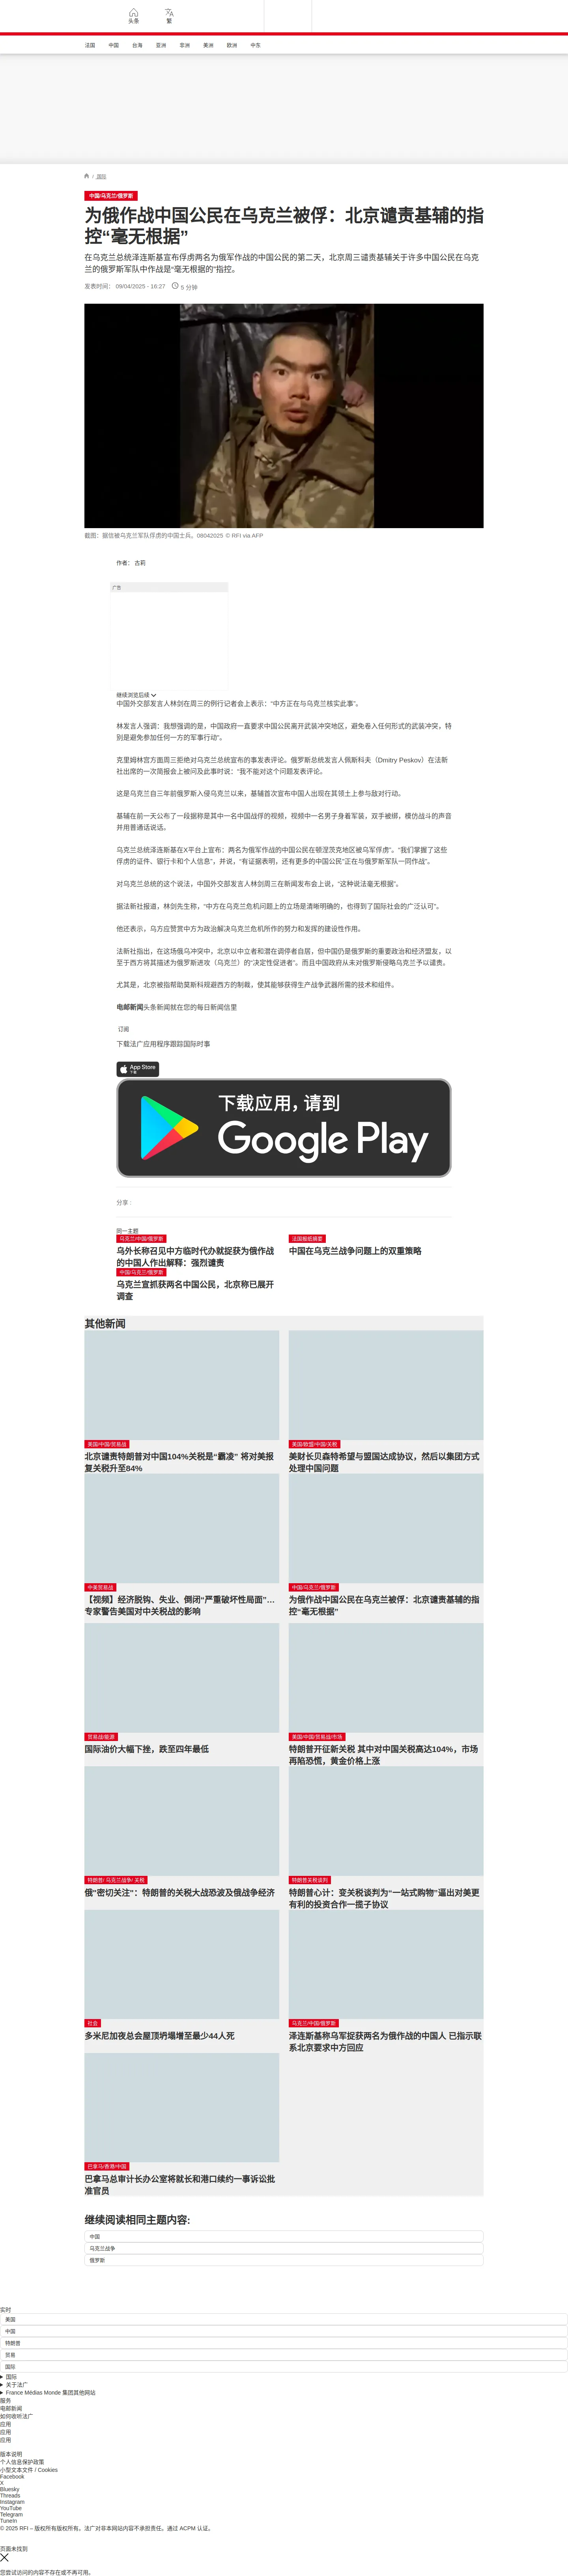 头条
繁
法国
中国
台海
亚洲
非洲
美洲
欧洲
中东
/ 国际
中国/乌克兰/俄罗斯
为俄作战中国公民在乌克兰被俘：北京谴责基辅的指
控“毫无根据”
在乌克兰总统泽连斯基宣布俘虏两名为俄军作战的中国公民的第二天，北京周三谴责基辅关于许多中国公民在乌克
兰的俄罗斯军队中作战是“毫无根据的”指控。
发表时间： 09/04/2025 - 16:27
5 分钟
截图：据信被乌克兰军队俘虏的中国士兵。08042025 © RFI via AFP
作者： 古莉
广告
继续浏览后续
中国外交部发言人林剑在周三的例行记者会上表示：“中方正在与乌克兰核实此事”。
林发言人强调：我想强调的是，中国政府一直要求中国公民离开武装冲突地区，避免卷入任何形式的武装冲突，特
别是避免参加任何一方的军事行动”。
克里姆林宫方面周三拒绝对乌克兰总统宣布的事发表评论。俄罗斯总统发言人佩斯科夫（Dmitry Peskov）在法新
社出席的一次简报会上被问及此事时说：“我不能对这个问题发表评论。
这是乌克兰自三年前俄罗斯入侵乌克兰以来，基辅首次宣布中国人出现在其领土上参与敌对行动。
基辅在前一天公布了一段据称是其中一名中国战俘的视频，视频中一名男子身着军装，双手被绑，模仿战斗的声音
并用普通话说话。
乌克兰总统泽连斯基在X平台上宣布：两名为俄军作战的中国公民在顿涅茨克地区被乌军俘虏”。“我们掌握了这些
俘虏的证件、银行卡和个人信息”，并说，“有证据表明，还有更多的中国公民”正在与俄罗斯军队一同作战”。
对乌克兰总统的这个说法，中国外交部发言人林剑周三在新闻发布会上说，“这种说法毫无根据”。
据法新社报道，林剑先生称，“中方在乌克兰危机问题上的立场是清晰明确的，也得到了国际社会的广泛认可”。
他还表示，乌方应赞赏中方为政治解决乌克兰危机所作的努力和发挥的建设性作用。
法新社指出，在这场俄乌冲突中，北京以中立者和潜在调停者自居，但中国仍是俄罗斯的重要政治和经济盟友，以
至于西方将其描述为俄罗斯进攻（乌克兰）的“决定性促进者”。而且中国政府从未对俄罗斯侵略乌克兰予以谴责。
尤其是，北京被指帮助莫斯科规避西方的制裁，使其能够获得生产战争武器所需的技术和组件。
电邮新闻头条新闻就在您的每日新闻信里
订阅
下载法广应用程序跟踪国际时事
App Store
下载
下载应用，请到
Google Play
分享 :
同一主题
乌克兰/中国/俄罗斯
乌外长称召见中方临时代办就捉获为俄作战
的中国人作出解释：强烈谴责
法国报纸摘要
中国在乌克兰战争问题上的双重策略
中国/乌克兰/俄罗斯
乌克兰宣抓获两名中国公民，北京称已展开
调查
其他新闻
美国/中国/贸易战
北京谴责特朗普对中国104%关税是“霸凌” 将对美报
复关税升至84%
美国/欧盟/中国/关税
美财长贝森特希望与盟国达成协议，然后以集团方式
处理中国问题
中美贸易战
【视频】经济脱钩、失业、倒闭“严重破坏性局面”…
专家警告美国对中关税战的影响
中国/乌克兰/俄罗斯
为俄作战中国公民在乌克兰被俘：北京谴责基辅的指
控“毫无根据”
贸易战/能源
国际油价大幅下挫，跌至四年最低
美国/中国/贸易战/市场
特朗普开征新关税 其中对中国关税高达104%，市场
再陷恐慌，黄金价格上涨
特朗普/ 乌克兰战争/ 关税
俄"密切关注"：特朗普的关税大战恐波及俄战争经济
特朗普关税谈判
特朗普心计：变关税谈判为“一站式购物”逼出对美更
有利的投资合作一揽子协议
社会
多米尼加夜总会屋顶坍塌增至最少44人死
乌克兰/中国/俄罗斯
泽连斯基称乌军捉获两名为俄作战的中国人 已指示联
系北京要求中方回应
巴拿马/香港/中国
巴拿马总审计长办公室将就长和港口续约一事诉讼批
准官员
继续阅读相同主题内容:
中国
乌克兰战争
俄罗斯
实时
美国
中国
特朗普
贸易
国际
国际
关于法广
France Médias Monde 集团其他网站
服务
电邮新闻
如何收听法广
应用
应用
应用
版本说明
个人信息保护政策
小型文本文件 / Cookies
Facebook
X
Bluesky
Threads
Instagram
YouTube
Telegram
TuneIn
© 2025 RFI – 版权所有版权所有。法广对非本网站内容不承担责任。通过 ACPM 认证。
页面未找到
您尝试访问的内容不存在或不再可用。